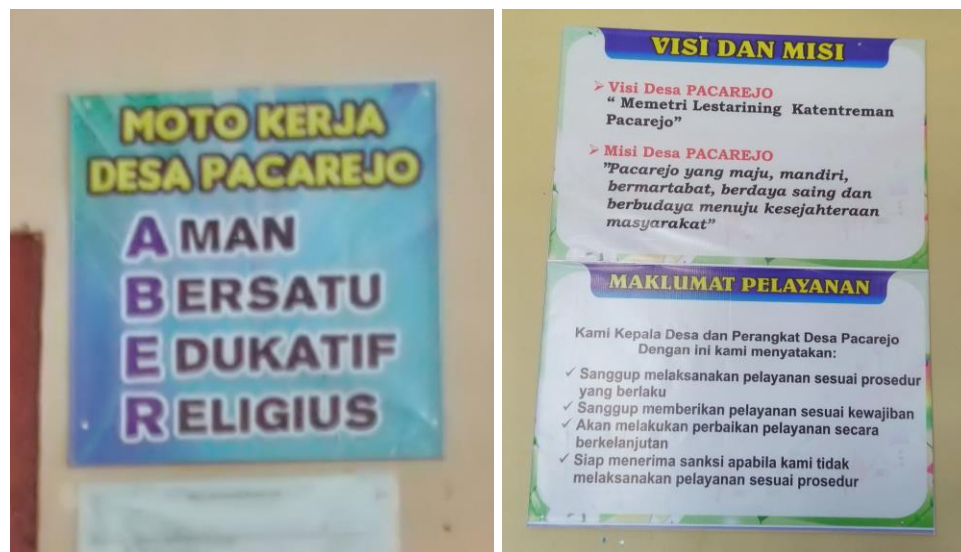 MOTO KERJA
DESA PACAREJO
AMAN
BERSATU
EDUKATIF
RELIGIUS
VISI DAN MISI
➢ Visi Desa PACAREJO
“ Memetri Lestarining Katentreman
Pacarejo”
➢ Misi Desa PACAREJO
”Pacarejo yang maju, mandiri,
bermartabat, berdaya saing dan
berbudaya menuju kesejahteraan
masyarakat”
MAKLUMAT PELAYANAN
Kami Kepala Desa dan Perangkat Desa Pacarejo
Dengan ini kami menyatakan:
✓ Sanggup melaksanakan pelayanan sesuai prosedur
yang berlaku
✓ Sanggup memberikan pelayanan sesuai kewajiban
✓ Akan melakukan perbaikan pelayanan secara
berkelanjutan
✓ Siap menerima sanksi apabila kami tidak
melaksanakan pelayanan sesuai prosedur